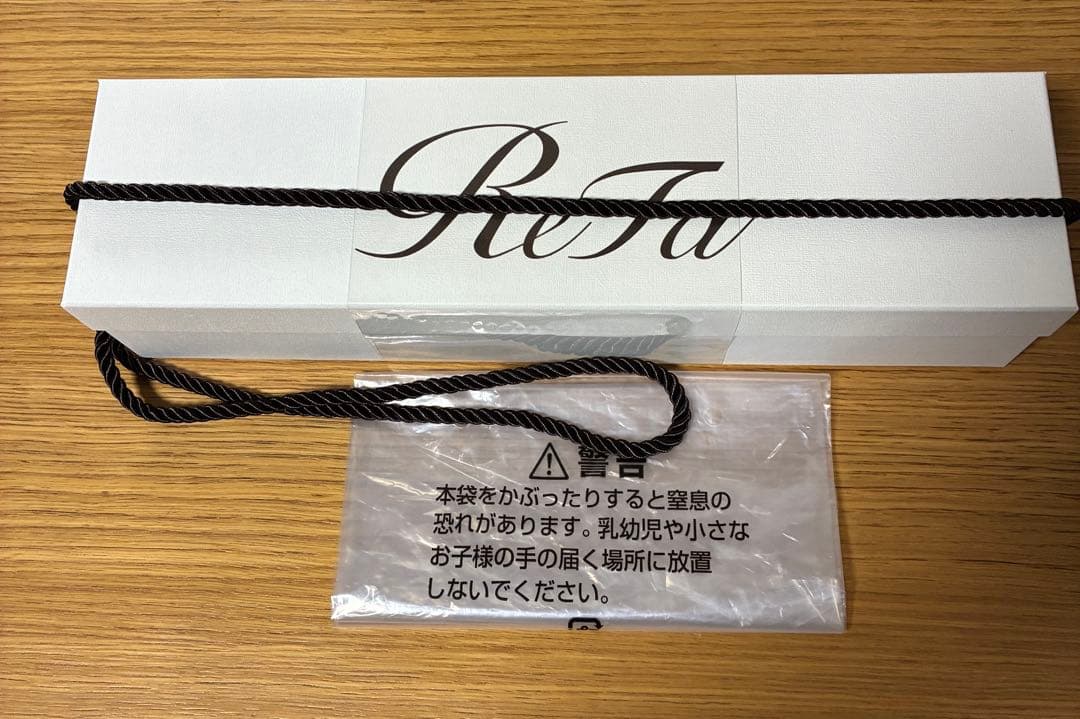 ReFa
警告
本袋をかぶったりすると窒息の
恐れがあります。乳幼児や小さな
お子様の手の届く場所に放置
しないでください。